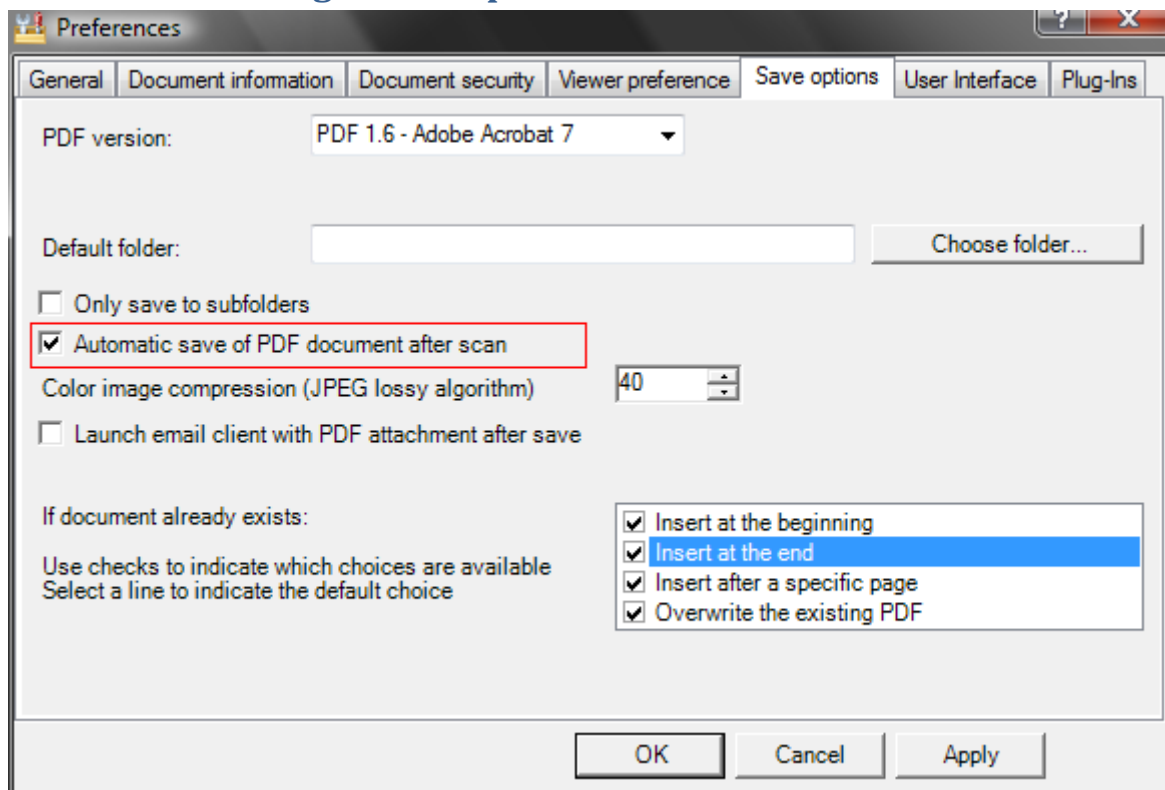 Preferences
General Document information Document security Viewer preference Save options User Interface Plug-Ins
PDF version: PDF 1.6 - Adobe Acrobat 7
Default folder: Choose folder...
Only save to subfolders
Automatic save of PDF document after scan
Color image compression (JPEG lossy algorithm) 40
Launch email client with PDF attachment after save
If document already exists:
Use checks to indicate which choices are available
Select a line to indicate the default choice
Insert at the beginning
Insert at the end
Insert after a specific page
Overwrite the existing PDF
OK Cancel Apply